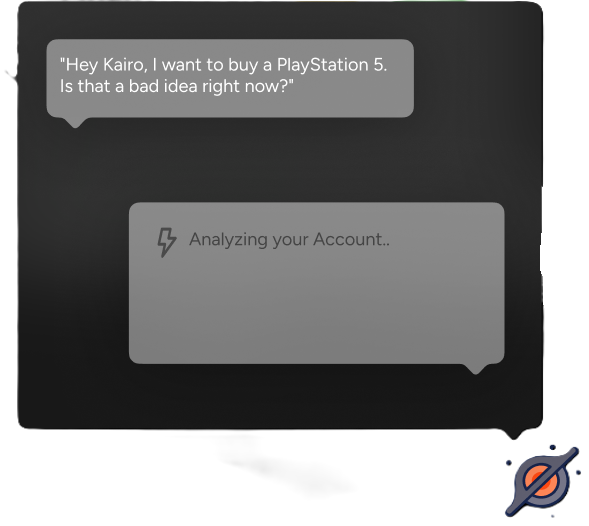 "Hey Kairo, I want to buy a PlayStation 5.
Is that a bad idea right now?"
Analyzing your Account..